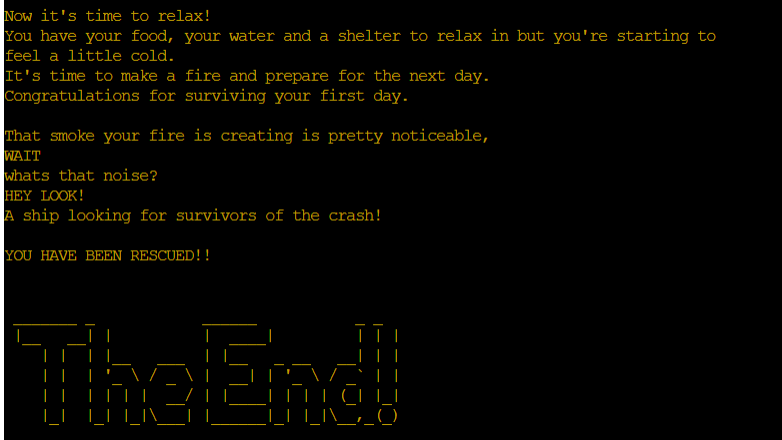 Now it's time to relax!
You have your food, your water and a shelter to relax in but you're starting to
feel a little cold.
It's time to make a fire and prepare for the next day.
Congratulations for surviving your first day.
That smoke your fire is creating is pretty noticeable,
WAIT
whats that noise?
HEY LOOK!
A ship looking for survivors of the crash!
YOU HAVE BEEN RESCUED!!
The End!